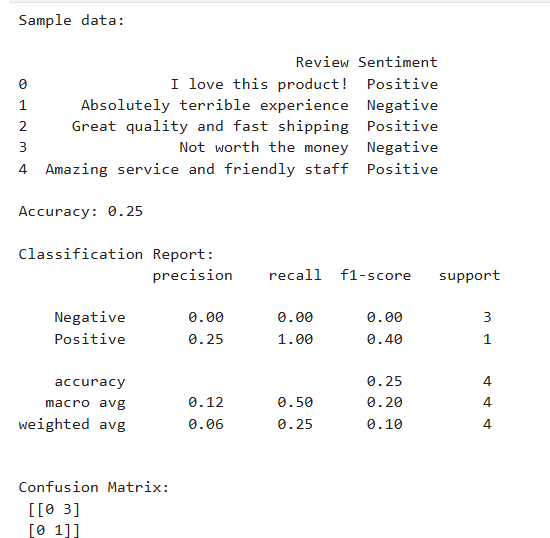 Sample data:
Review Sentiment
0 I love this product! Positive
1 Absolutely terrible experience Negative
2 Great quality and fast shipping Positive
3 Not worth the money Negative
4 Amazing service and friendly staff Positive
Accuracy: 0.25
Classification Report:
precision recall f1-score support
Negative 0.00 0.00 0.00 3
Positive 0.25 1.00 0.40 1
accuracy 0.25 4
macro avg 0.12 0.50 0.20 4
weighted avg 0.06 0.25 0.10 4
Confusion Matrix:
[[0 3]
[0 1]]